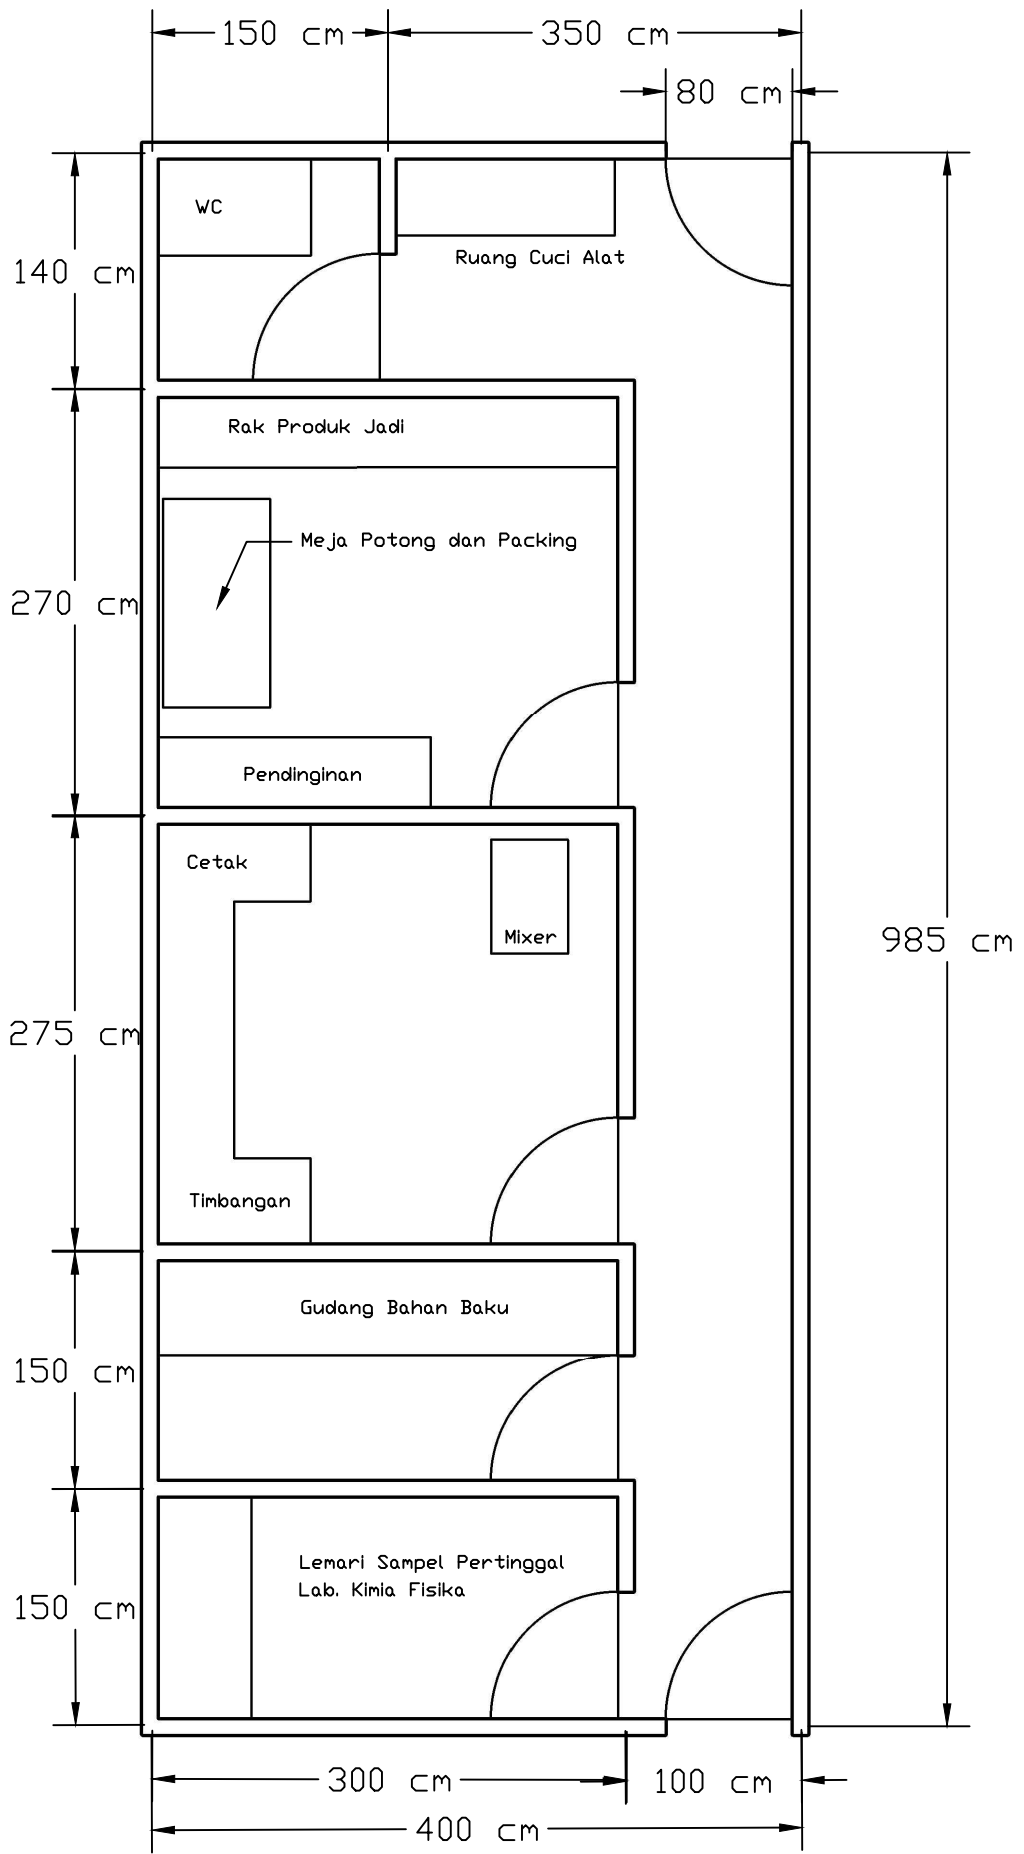 150 cm
350 cm
80 cm
WC
Ruang Cuci Alat
140 cm
Rak Produk Jadi
Meja Potong dan Packing
270 cm
Pendinginan
Cetak
Mixer
985 cm
275 cm
Timbangan
Gudang Bahan Baku
150 cm
Lemari Sampel Pertinggal
Lab. Kimia Fisika
150 cm
300 cm
100 cm
400 cm